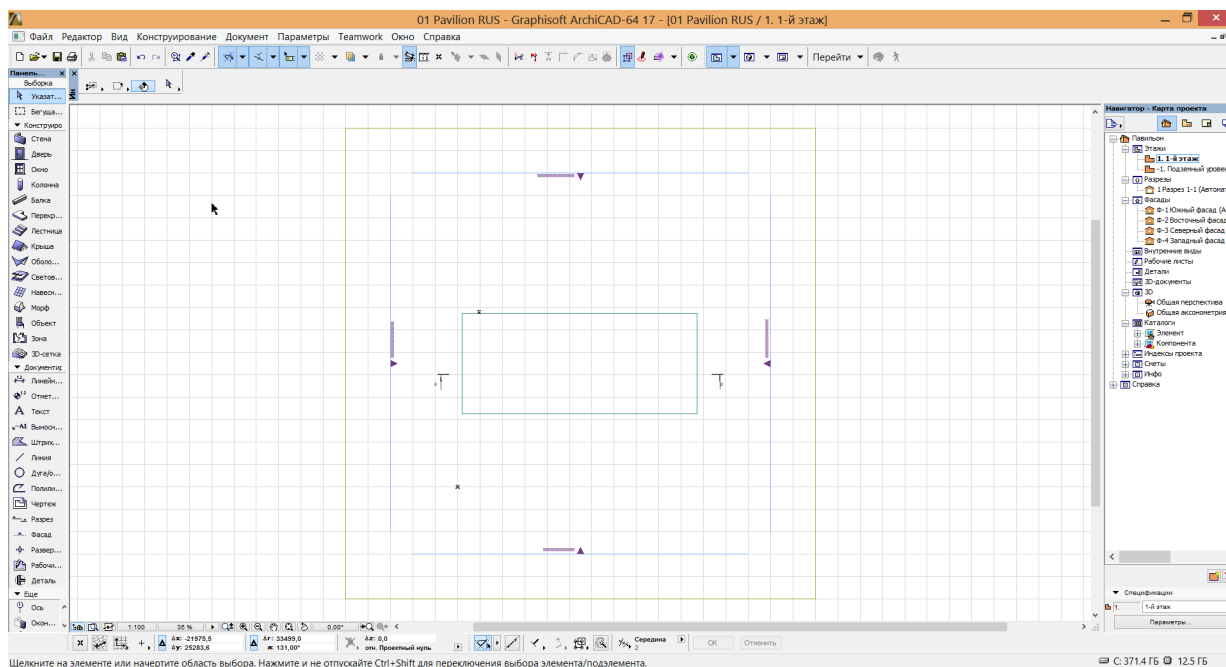 01 Pavilion RUS - Graphisoft ArchiCAD-64 17 - [01 Pavilion RUS / 1. 1-й этаж]
Файл Редактор Вид Конструирование Документ Параметры Teamwork Окно Справка
Перейти
Панель...
Выборка
Указат...
Бегуща...
Конструиро
Стена
Дверь
Окно
Колонна
Балка
Перекр...
Лестница
Крыша
Оболо...
Светов...
Навесн...
Морф
Объект
Зона
3D-сетка
Документир
Линейн...
Отмет...
Текст
Выносн...
Штрих...
Линия
Дуга/о...
Полили...
Чертеж
Разрез
Фасад
Развер...
Рабочи...
Деталь
Еще
Ось
Окон...
Навигатор - Карта проекта
Павильон
Этажи
1. 1-й этаж
-1. Подземный уровен
Разрезы
1 Разрез 1-1 (Автомат
Фасады
Ф-1 Южный фасад (А
Ф-2 Восточный фасад
Ф-3 Северный фасад
Ф-4 Западный фасад
Внутренние виды
Рабочие листы
Детали
3D-документы
3D
Общая перспектива
Общая аксонометрия
Каталоги
Элемент
Компонента
Индексы проекта
Сметы
Инфо
Справка
Спецификации
1. 1-й этаж
Параметры...
1:100 35 % 0,00°
Δx: -21975,5 Δr: 33499,0 Δz: 0,0
Δy: 25283,6 α: 131,00° отн. Проектный нуль
Середина
2
OK Отменить
Щелкните на элементе или начертите область выбора. Нажмите и не отпускайте Ctrl+Shift для переключения выбора элемента/подэлемента.
C: 371.4 ГБ 12.5 ГБ